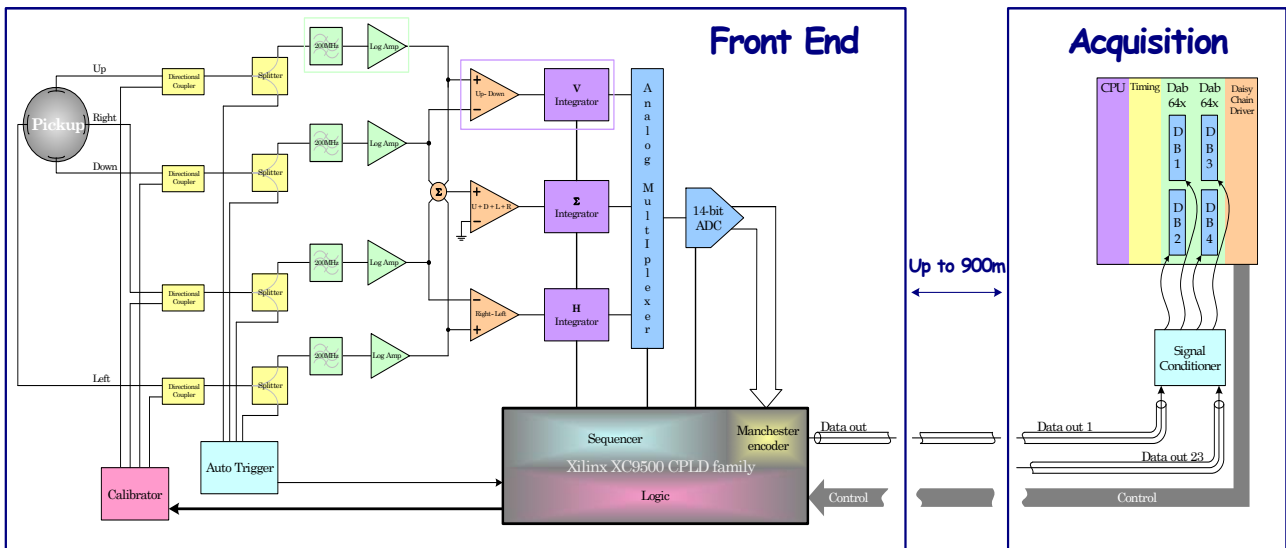 Front End
Acquisition
200MHz
Log Amp
Up
Directional
Coupler
Splitter
Up-Down
V
Integrator
Analog Multiplexer
CPU
Timing
Dab
64x
Dab
64x
Daisy
Chain
Driver
DB1
DB3
DB2
DB4
Pickup
Right
200MHz
Log Amp
Down
Directional
Coupler
Splitter
Σ
U+D+L+R
Σ
Integrator
14-bit
ADC
Up to 900m
200MHz
Log Amp
Directional
Coupler
Splitter
Right-Left
H
Integrator
200MHz
Log Amp
Left
Directional
Coupler
Splitter
Signal
Conditioner
Sequencer
Manchester
encoder
Data out
Data out 1
Data out 23
Auto Trigger
Xilinx XC9500 CPLD family
Calibrator
Logic
Control
Control